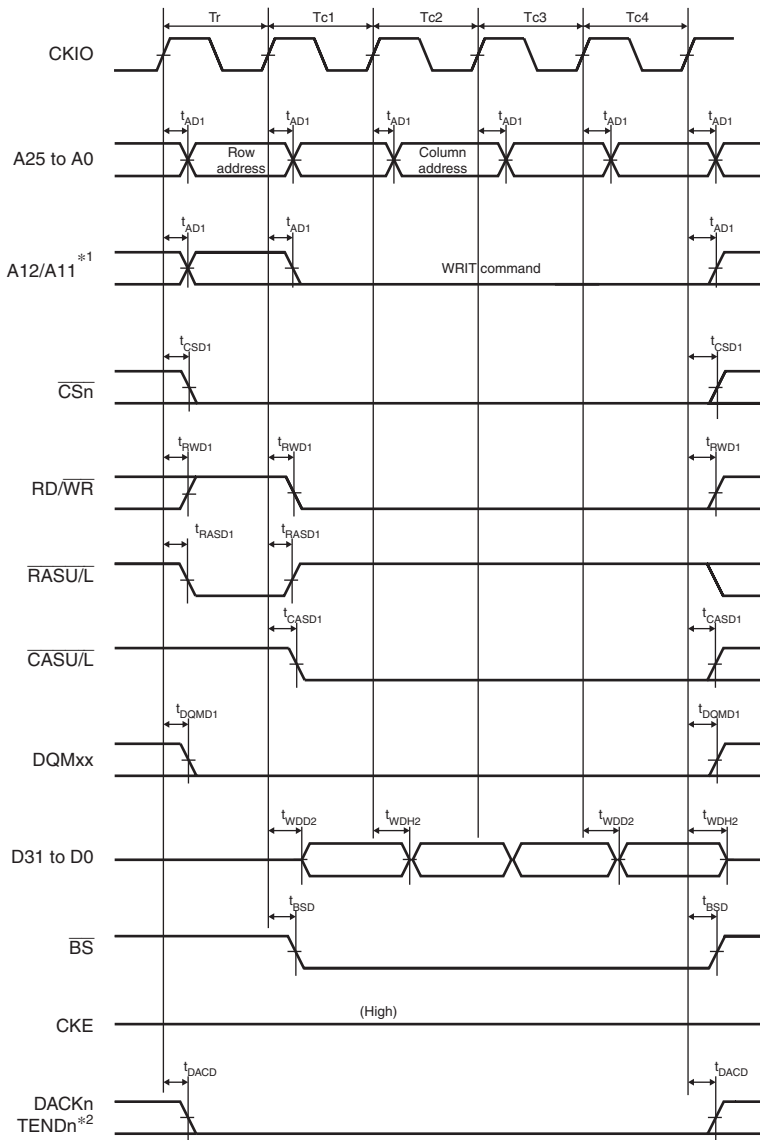 Tr Tc1 Tc2 Tc3 Tc4
CKIO
tAD1 tAD1 tAD1 tAD1 tAD1 tAD1
A25 to A0
Row address
Column address
tAD1 tAD1 tAD1
A12/A11*1
WRIT command
tCSD1 tCSD1
CSn
tRWD1 tRWD1 tRWD1
RD/WR
tRASD1 tRASD1
RASU/L
tCASD1 tCASD1
CASU/L
tDQMD1 tDQMD1
DQMxx
tWDD2 tWDH2 tWDD2 tWDH2
D31 to D0
tBSD tBSD
BS
(High)
CKE
tDACD tDACD
DACKn
TENDn*2